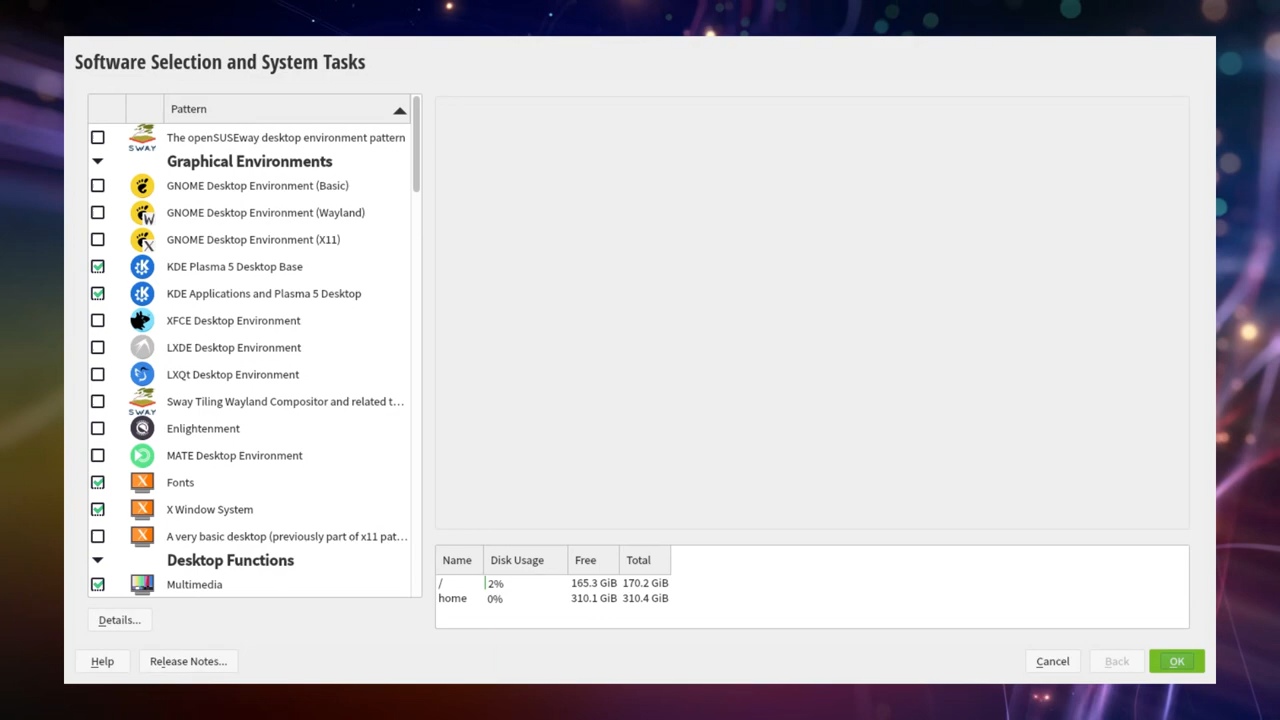 Software Selection and System Tasks
Pattern
SWAY
The openSUSEway desktop environment pattern
Graphical Environments
GNOME Desktop Environment (Basic)
W
GNOME Desktop Environment (Wayland)
X
GNOME Desktop Environment (X11)
KDE Plasma 5 Desktop Base
KDE Applications and Plasma 5 Desktop
XFCE Desktop Environment
LXDE Desktop Environment
LXQt Desktop Environment
SWAY
Sway Tiling Wayland Compositor and related t...
Enlightenment
MATE Desktop Environment
X
Fonts
X
X Window System
X
A very basic desktop (previously part of x11 pat...
Desktop Functions
Multimedia
Name Disk Usage Free Total
/ 2% 165.3 GiB 170.2 GiB
home 0% 310.1 GiB 310.4 GiB
Details...
Help Release Notes... Cancel Back OK